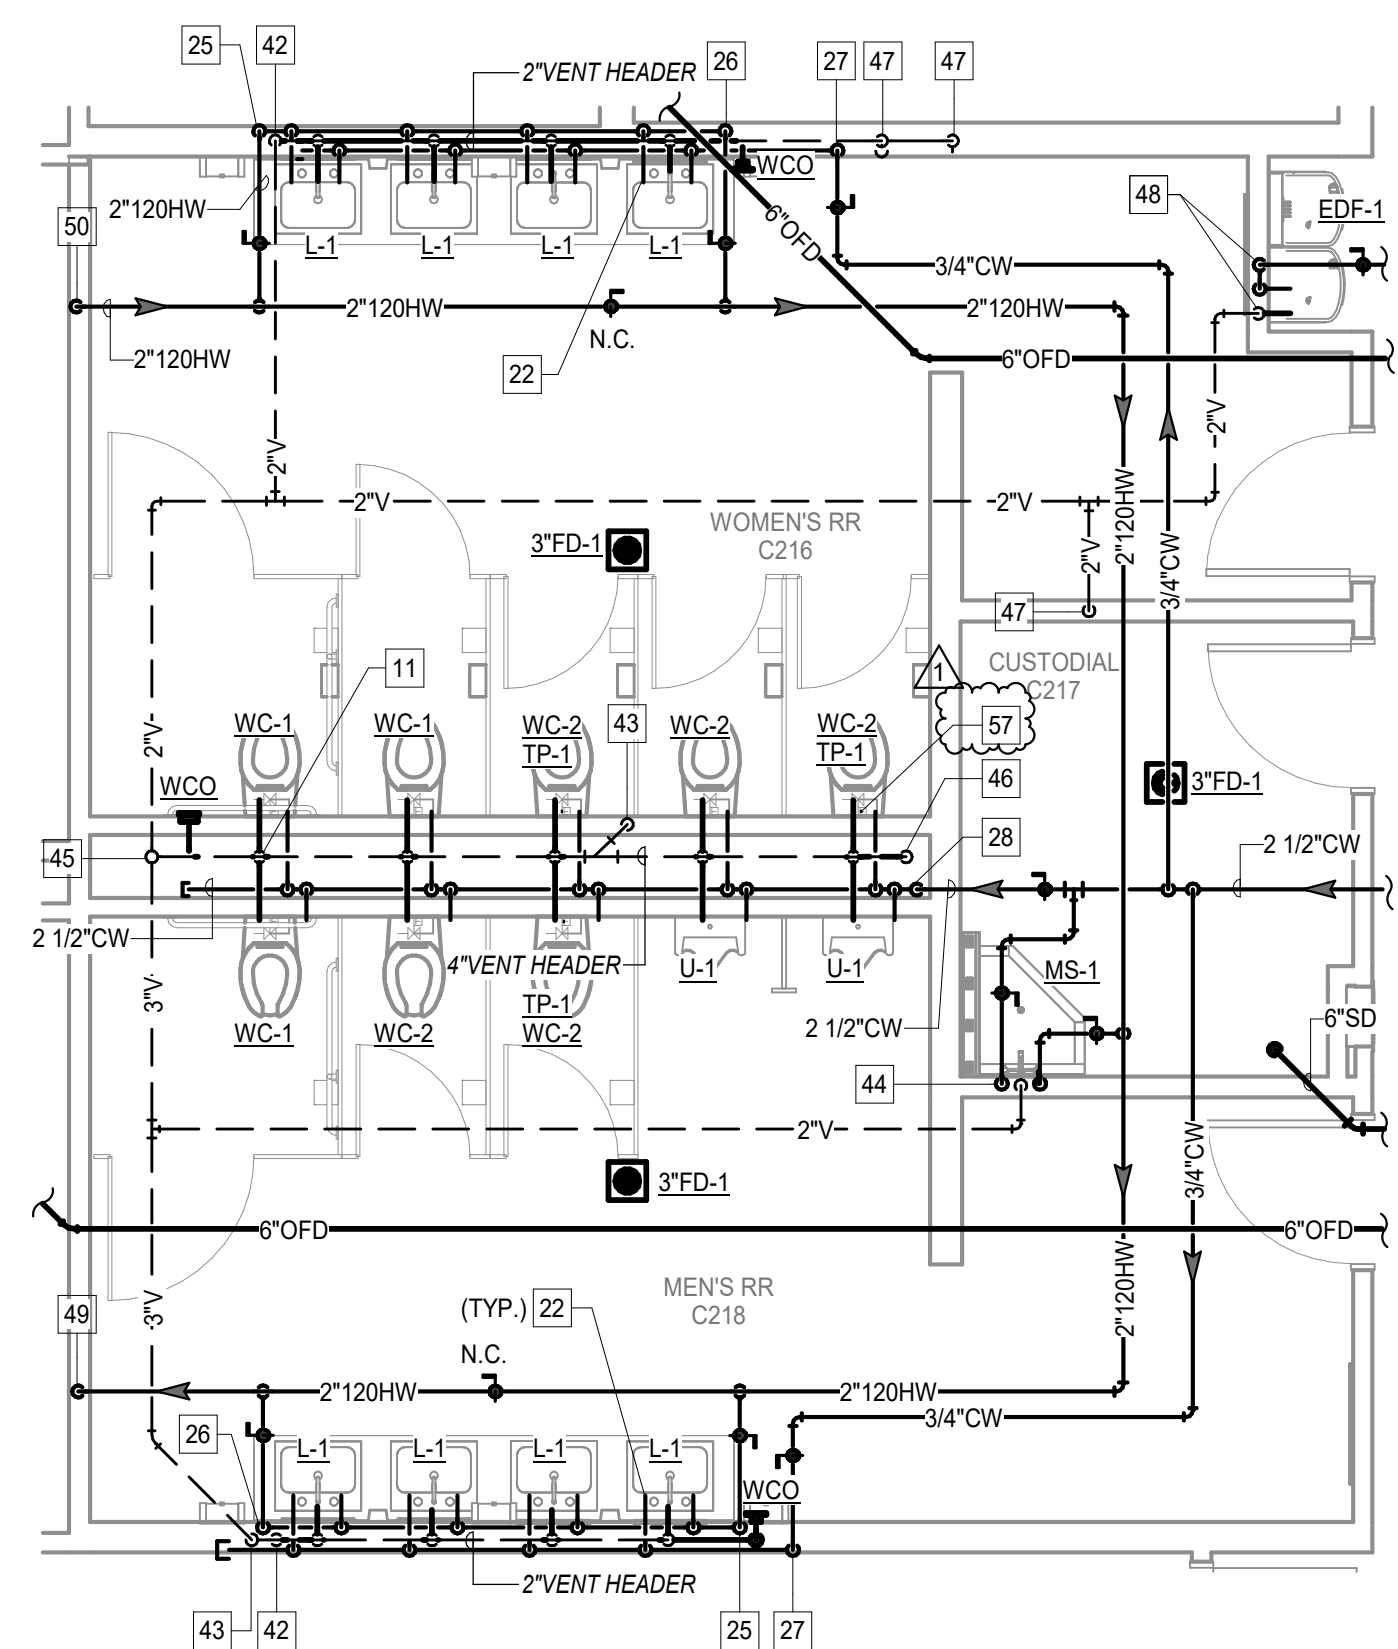 25
42
2"VENT HEADER
26
27
47
47
WCO
48
EDF-1
2"120HW
50
L-1
L-1
L-1
L-1
6"OFD
3/4"CW
2"120HW
2"120HW
N.C.
2"120HW
22
6"OFD
2"V
2"V
2"V
2"V
2"120HW
WOMEN'S RR
C216
3"FD-1
2"V
3/4"CW
47
11
1
CUSTODIAL
C217
WC-1
WC-1
WC-2
TP-1
43
WC-2
WC-2
TP-1
57
2"V
WCO
46
3"FD-1
45
28
2 1/2"CW
2 1/2"CW
4"VENT HEADER
U-1
U-1
MS-1
3"V
TP-1
WC-1
WC-2
WC-2
2 1/2"CW
6"SD
44
2"V
3/4"CW
3"FD-1
6"OFD
6"OFD
MEN'S RR
C218
3"V
49
(TYP.)
22
2"120HW
N.C.
2"120HW
2"120HW
3/4"CW
26
L-1
L-1
L-1
L-1
WCO
2"VENT HEADER
43
42
25
27